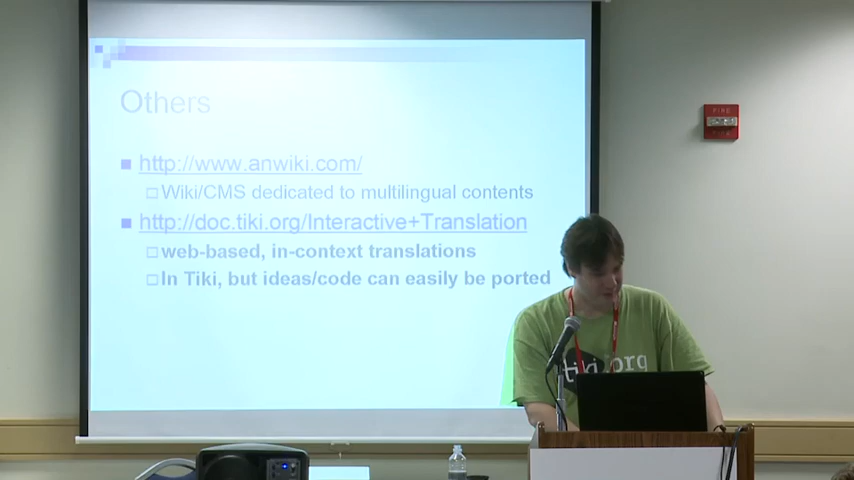 Others
http://www.anwiki.com/
Wiki/CMS dedicated to multilingual contents
http://doc.tiki.org/Interactive+Translation
web-based, in-context translations
In Tiki, but ideas/code can easily be ported
FIRE
tiki.org